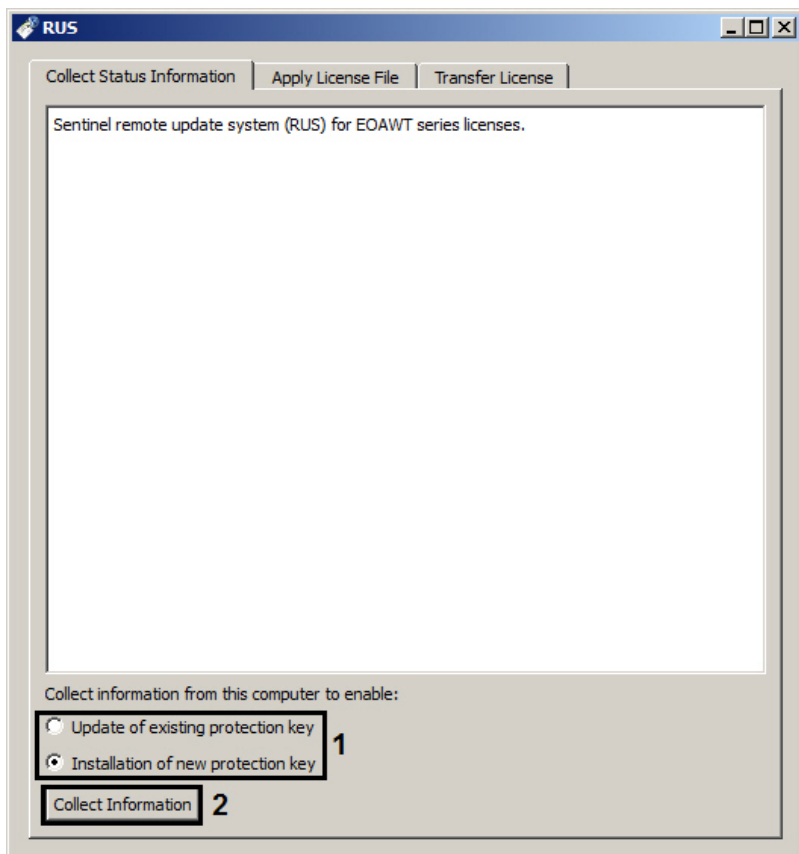 RUS
Collect Status Information Apply License File Transfer License
Sentinel remote update system (RUS) for EOAWT series licenses.
Collect information from this computer to enable:
Update of existing protection key
1
Installation of new protection key
Collect Information 2